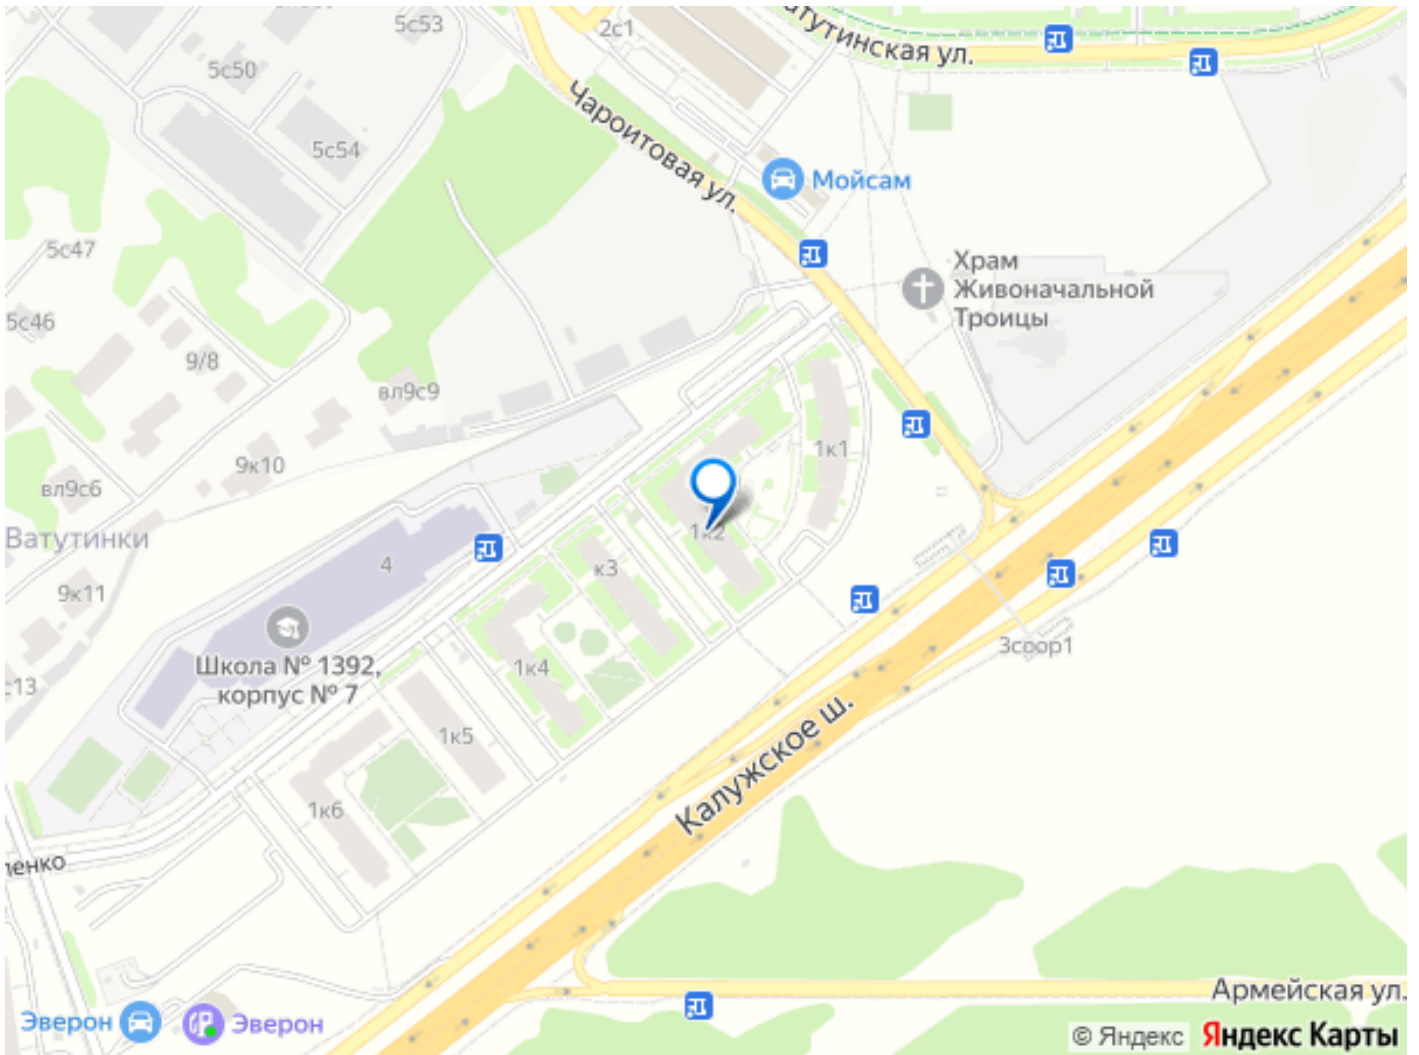 5с53
2с1
Ватутинская ул.
5с50
Чароитовая ул.
5с54
Мойсам
5с47
Храм
Живоначальной
Троицы
5с46
9/8
вл9с9
1к1
9к10
вл9с6
1к2
Ватутинки
4
к3
9к11
Школа № 1392,
корпус № 7
1к4
3соор1
с13
1к5
Калужское ш.
1к6
ленко
Армейская ул.
Эверон
Эверон
© Яндекс Яндекс Карты